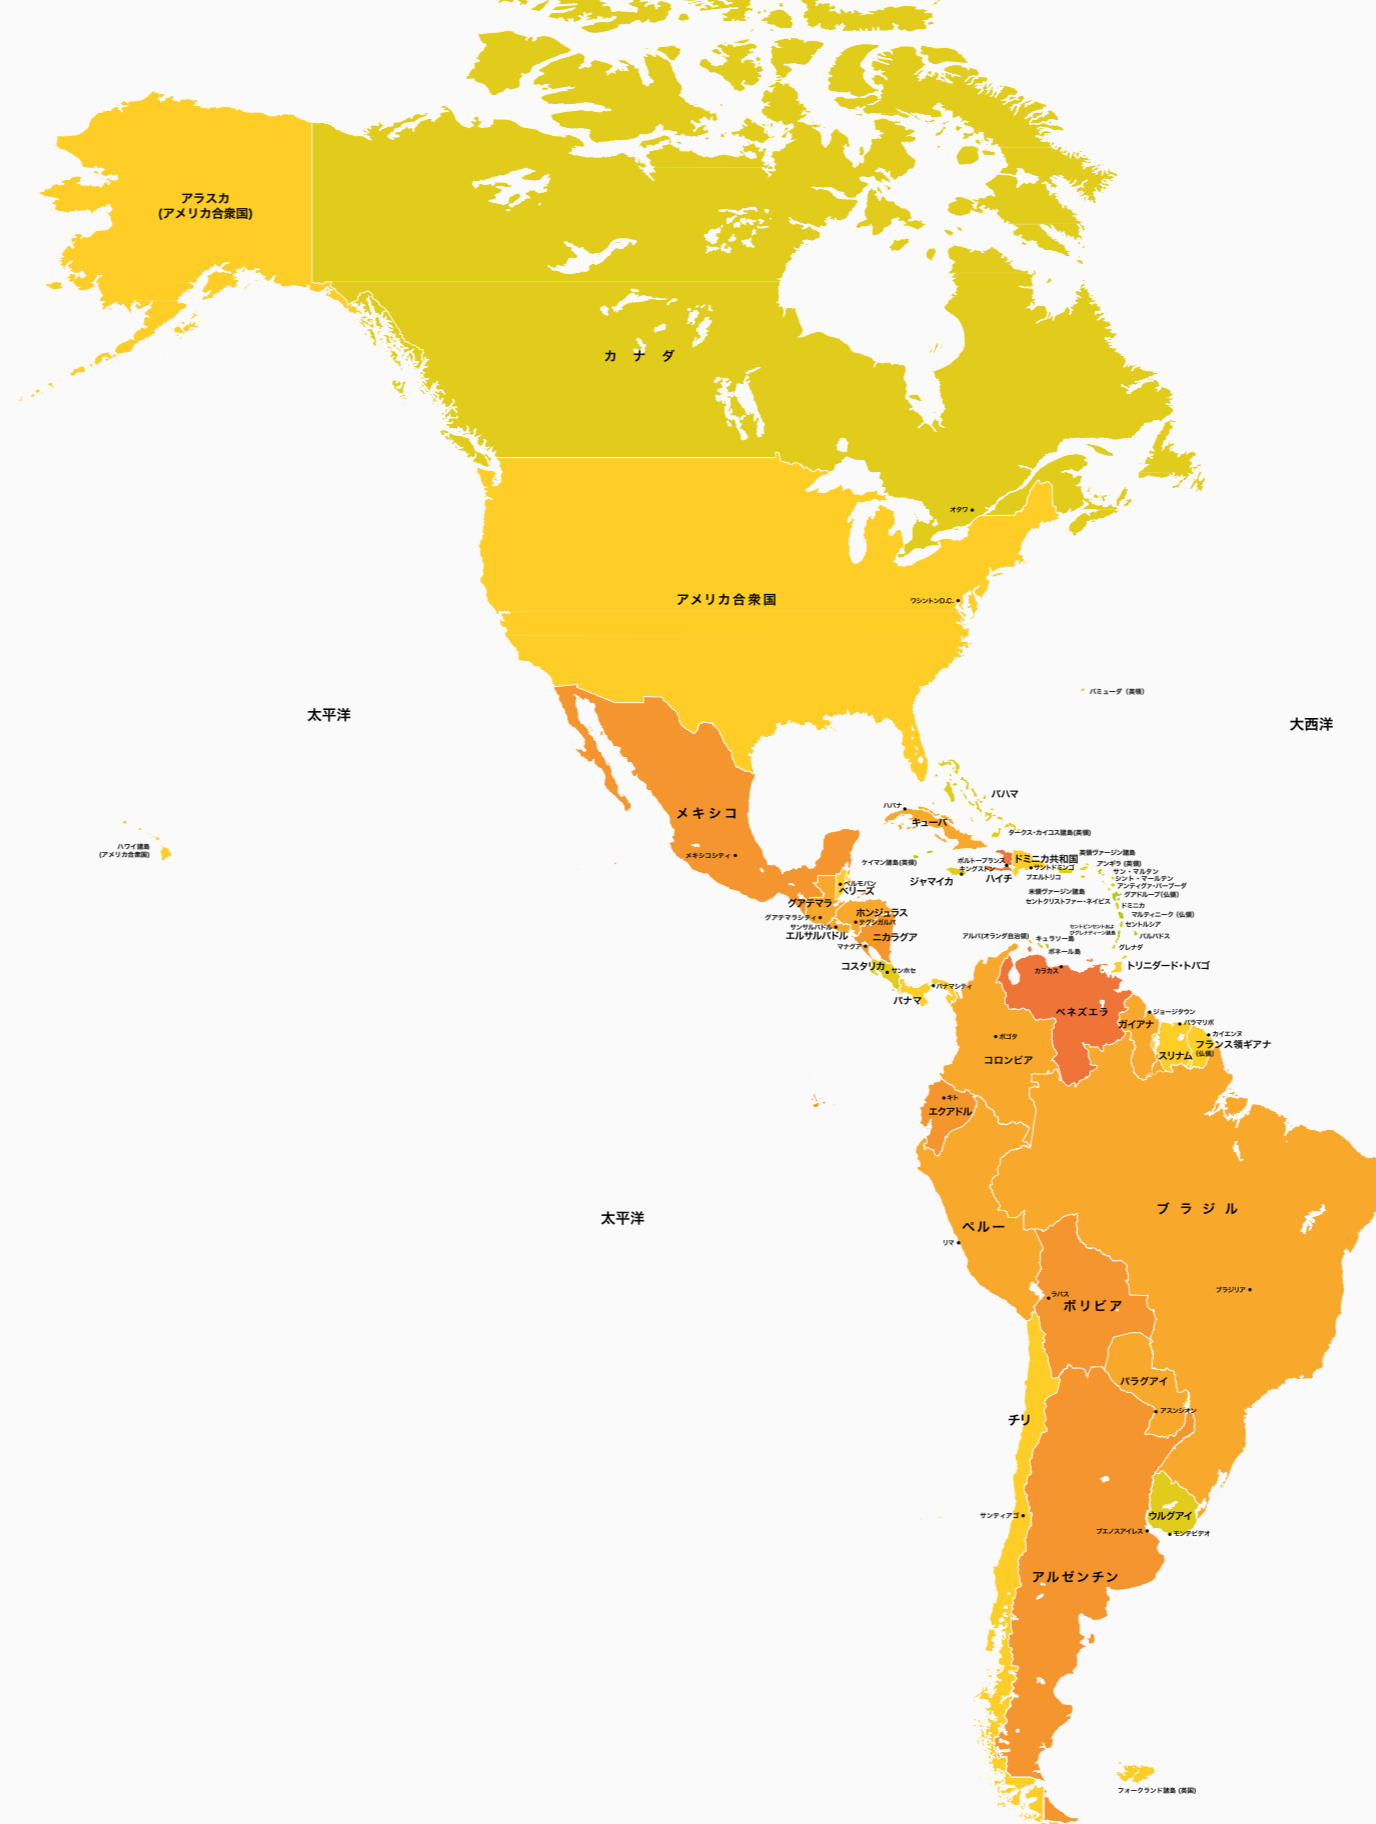 アラスカ
(アメリカ合衆国)
カナダ
オタワ
アメリカ合衆国
ワシントンD.C.
バミューダ (英領)
太平洋
大西洋
バハマ
ハバナ
メキシコ
キューバ
タークス・カイコス諸島(英領)
ハワイ諸島
(アメリカ合衆国)
メキシコシティ
ケイマン諸島(英領)
ポルトープランス
ドミニカ共和国
英領ヴァージン諸島
キングストン
サントドミンゴ
アンギラ (英領)
サン・マルタン
ジャマイカ
ハイチ
プエルトリコ
シント・マールテン
ベルモパン
ベリーズ
アンティグァ・バーブーダ
米領ヴァージン諸島
グアドループ(仏領)
セントクリストファー・ネイビス
グアテマラ
ドミニカ
ホンジュラス
マルティニーク (仏領)
グアテマラシティ
テグシガルパ
サンサルバドル
セントルシア
セントビンセントおよ
びグレナディーン諸島
エルサルバドル
ニカラグア
アルバ(オランダ自治領)
キュラソー島
バルバドス
マナグア
ボネール島
グレナダ
コスタリカ
サンホセ
カラカス
トリニダード・トバゴ
パナマシティ
パナマ
ベネズエラ
ジョージタウン
ガイアナ
パラマリボ
カイエンヌ
ボゴタ
フランス領ギアナ
(仏領)
コロンビア
スリナム
キト
エクアドル
ブラジル
太平洋
ペルー
リマ
ブラジリア
ラパス
ボリビア
パラグアイ
アスンシオン
チリ
サンティアゴ
ウルグアイ
ブエノスアイレス
モンテビデオ
アルゼンチン
フォークランド諸島 (英国)